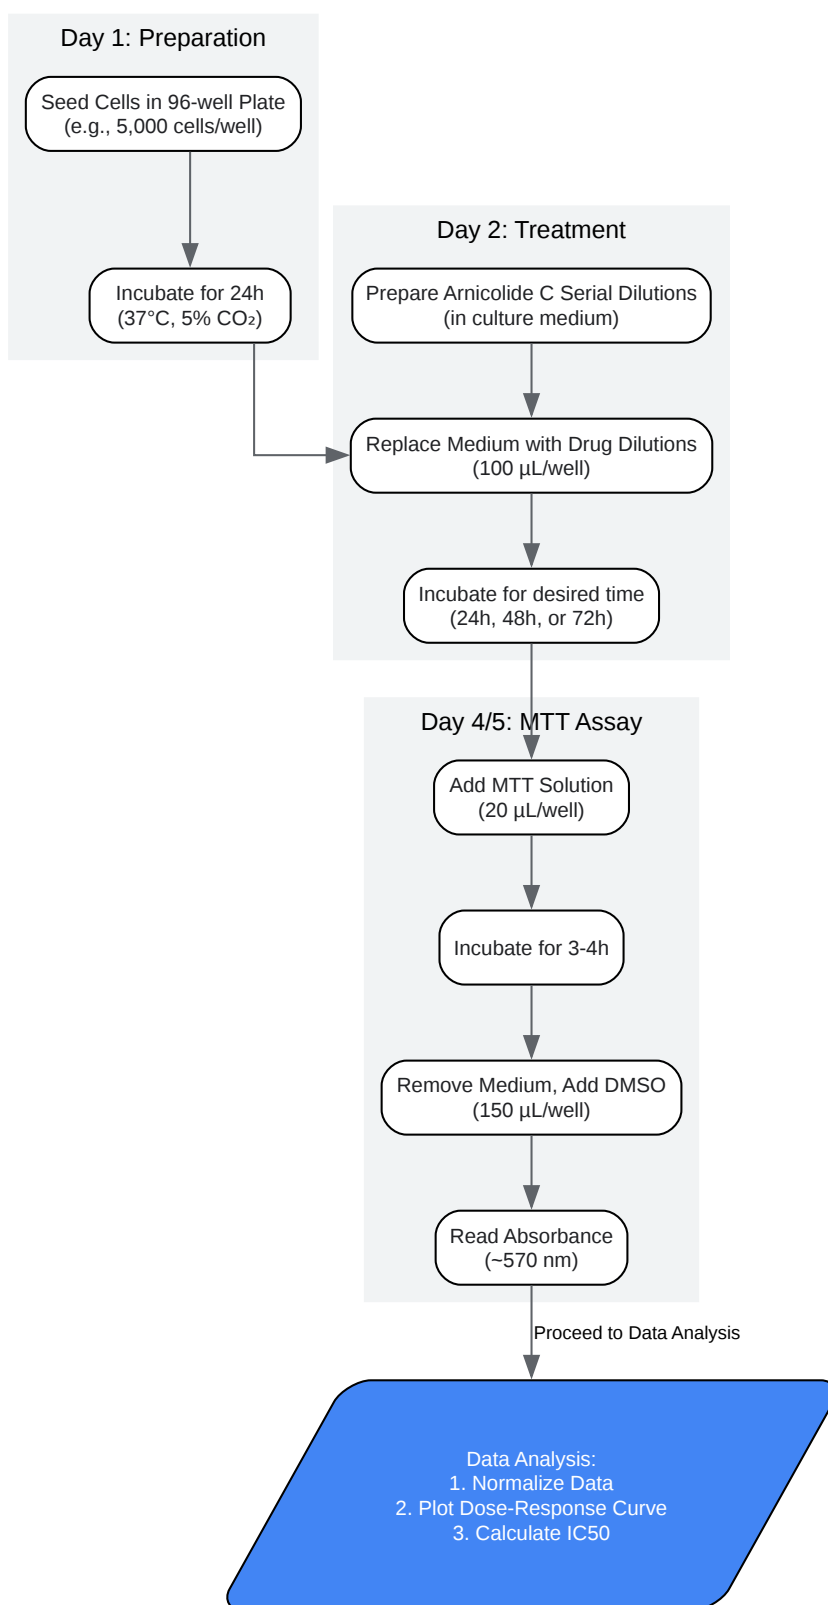 Day 1: Preparation
Seed Cells in 96-well Plate
(e.g., 5,000 cells/well)
Incubate for 24h
(37°C, 5% CO₂)
Day 2: Treatment
Prepare Arnicolide C Serial Dilutions
(in culture medium)
Replace Medium with Drug Dilutions
(100 µL/well)
Incubate for desired time
(24h, 48h, or 72h)
Day 4/5: MTT Assay
Add MTT Solution
(20 µL/well)
Incubate for 3-4h
Remove Medium, Add DMSO
(150 µL/well)
Read Absorbance
(~570 nm)
Proceed to Data Analysis
Data Analysis:
1. Normalize Data
2. Plot Dose-Response Curve
3. Calculate IC50